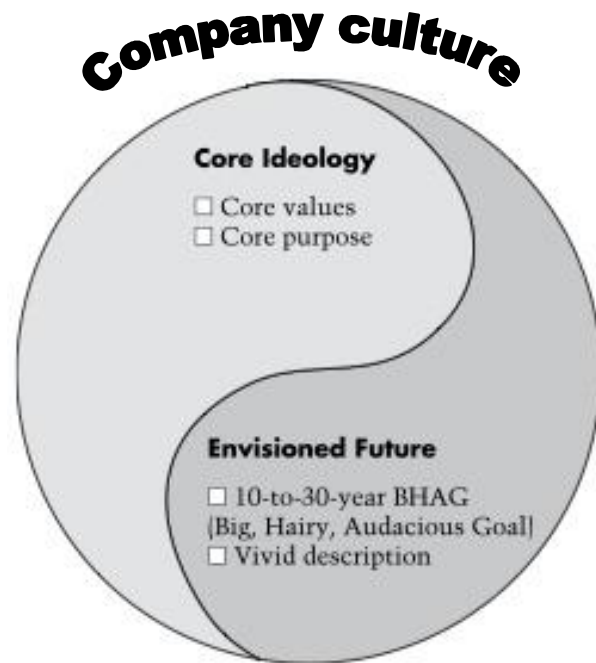 Company culture
Core Ideology
☐ Core values
☐ Core purpose
Envisioned Future
☐ 10-to-30-year BHAG
(Big, Hairy, Audacious Goal)
☐ Vivid description